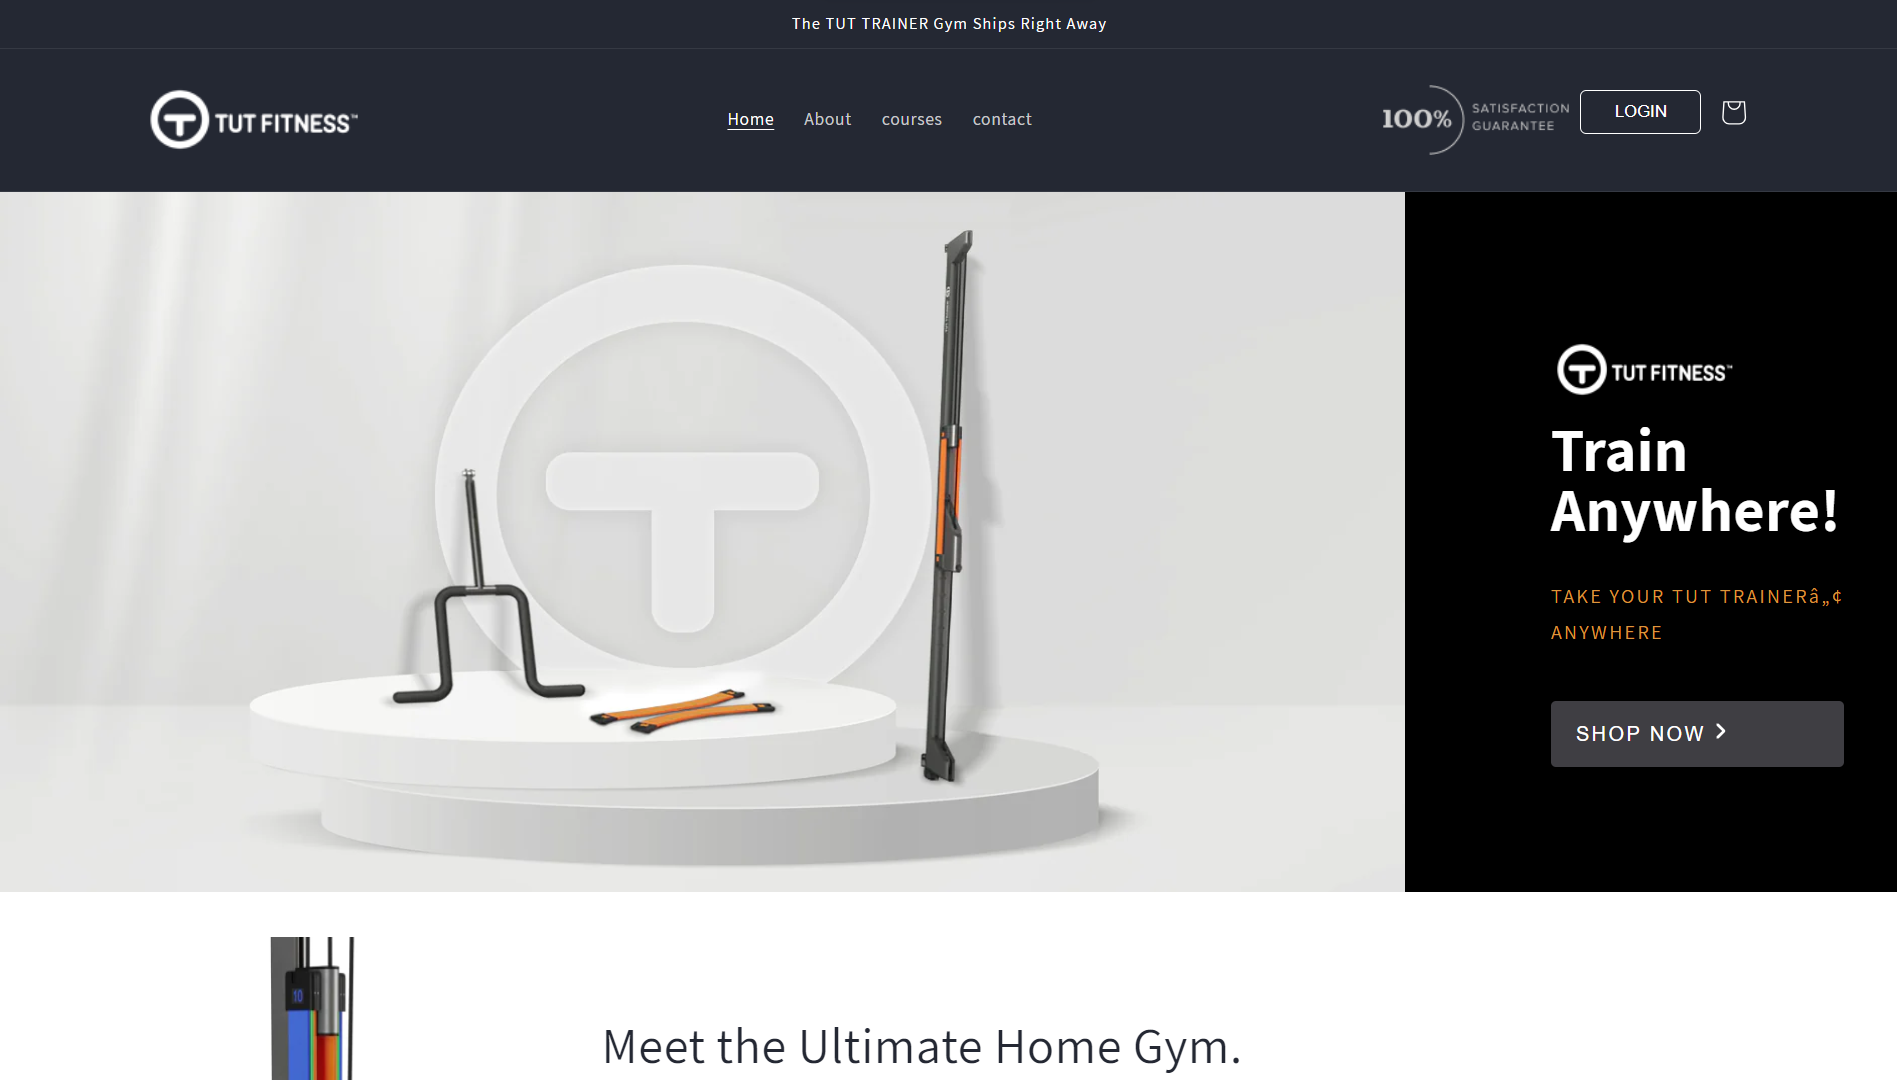 The TUT TRAINER Gym Ships Right Away
TUT FITNESS™
Home
About
courses
contact
100%
SATISFACTION
GUARANTEE
LOGIN
TUT FITNESS™
Train
Anywhere!
TAKE YOUR TUT TRAINERâ„¢
ANYWHERE
SHOP NOW
10
Meet the Ultimate Home Gym.